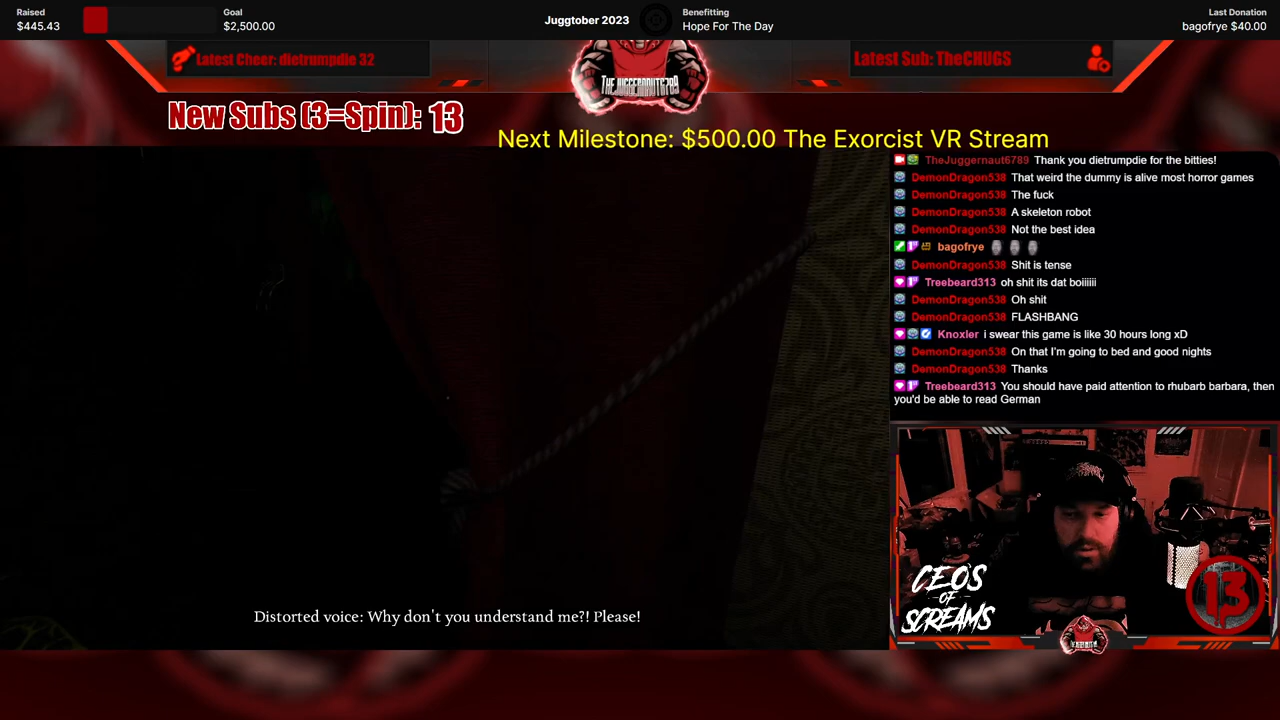 Raised
$445.43
Goal
$2,500.00
Juggtober 2023
Benefitting
Hope For The Day
Last Donation
bagofrye $40.00
Latest Cheer: dietrumpdie 32
THEJUGGERNAUT6789
Latest Sub: TheCHUGS
New Subs (3=Spin): 13
Next Milestone: $500.00 The Exorcist VR Stream
TheJuggernaut6789 Thank you dietrumpdie for the bitties!
DemonDragon538 That weird the dummy is alive most horror games
DemonDragon538 The fuck
DemonDragon538 A skeleton robot
DemonDragon538 Not the best idea
bagofrye
DemonDragon538 Shit is tense
Treebeard313 oh shit its dat boiiiiii
DemonDragon538 Oh shit
DemonDragon538 FLASHBANG
Knoxler i swear this game is like 30 hours long xD
DemonDragon538 On that I'm going to bed and good nights
DemonDragon538 Thanks
Treebeard313 You should have paid attention to rhubarb barbara, then
you'd be able to read German
CEOS
OF
SCREAMS
13
Distorted voice: Why don't you understand me?! Please!